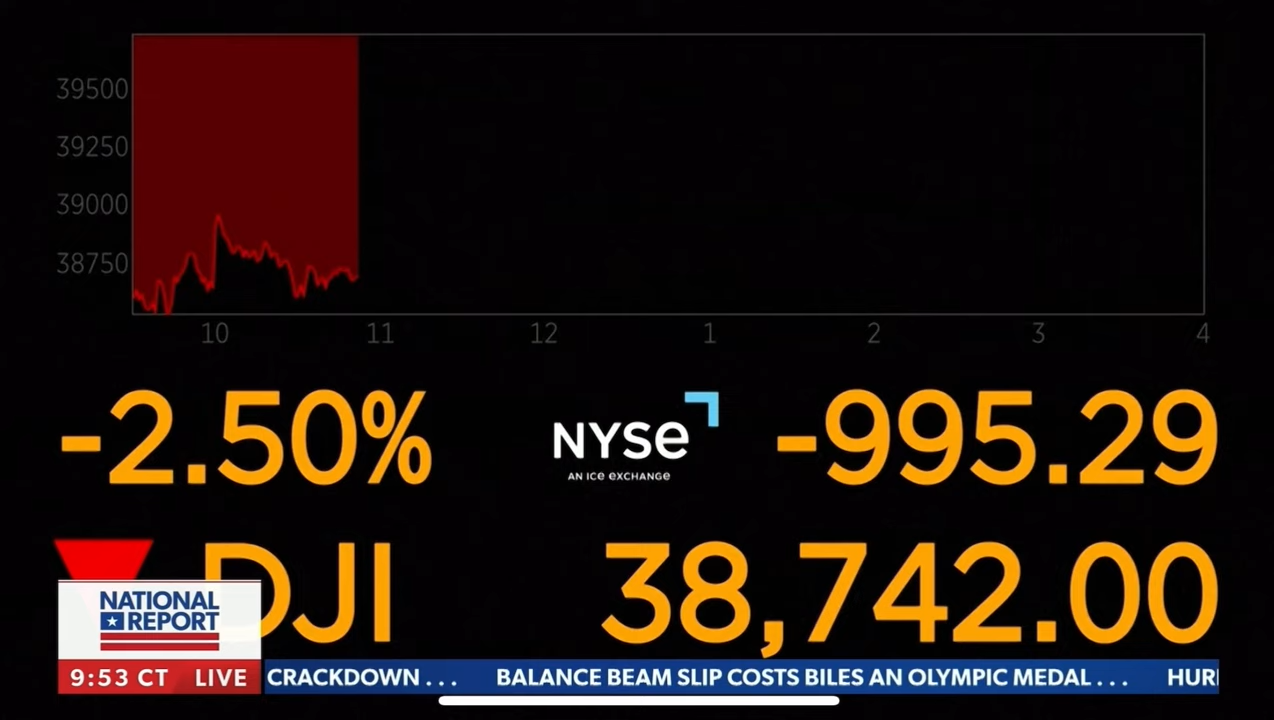 39500
39250
39000
38750
10 11 12 1 2 3 4
-2.50%
NYSE
AN ICE EXCHANGE
-995.29
DJI
38,742.00
NATIONAL
REPORT
9:53 CT LIVE
CRACKDOWN . . . BALANCE BEAM SLIP COSTS BILES AN OLYMPIC MEDAL . . .